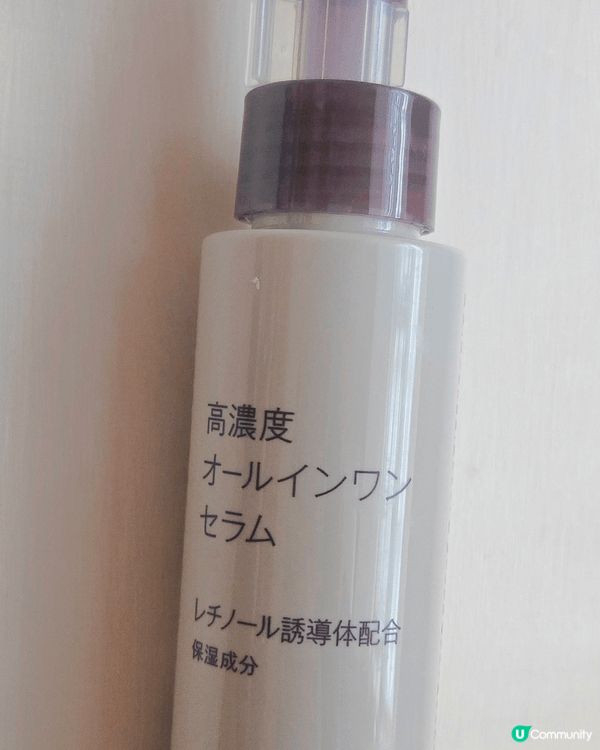 高濃度
オールインワン
セラム
レチノール誘導体配合
保湿成分
U Community